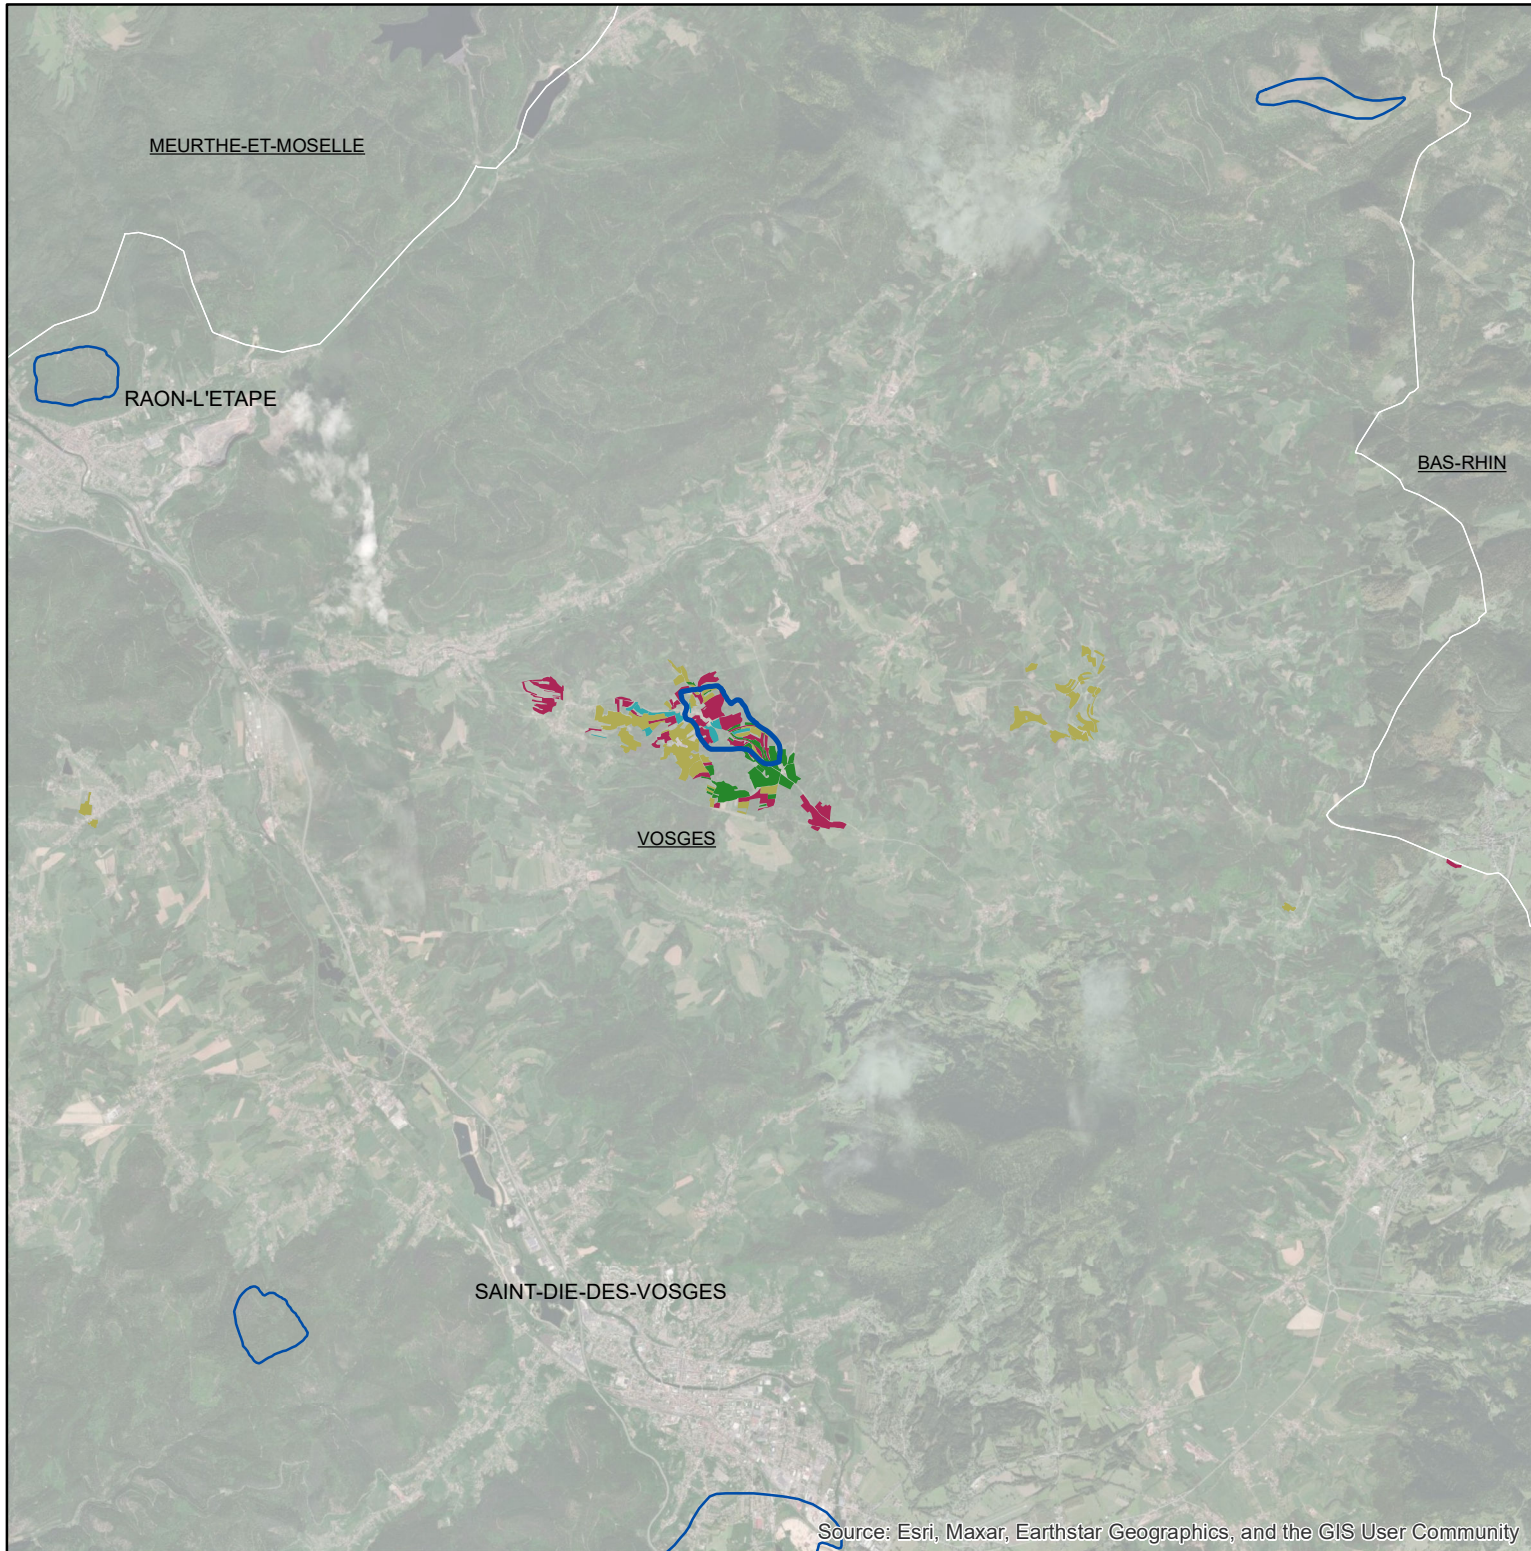 MEURTHE-ET-MOSELLE
RAON-L'ETAPE
BAS-RHIN
VOSGES
SAINT-DIE-DES-VOSGES
Source: Esri, Maxar, Earthstar Geographics, and the GIS User Community